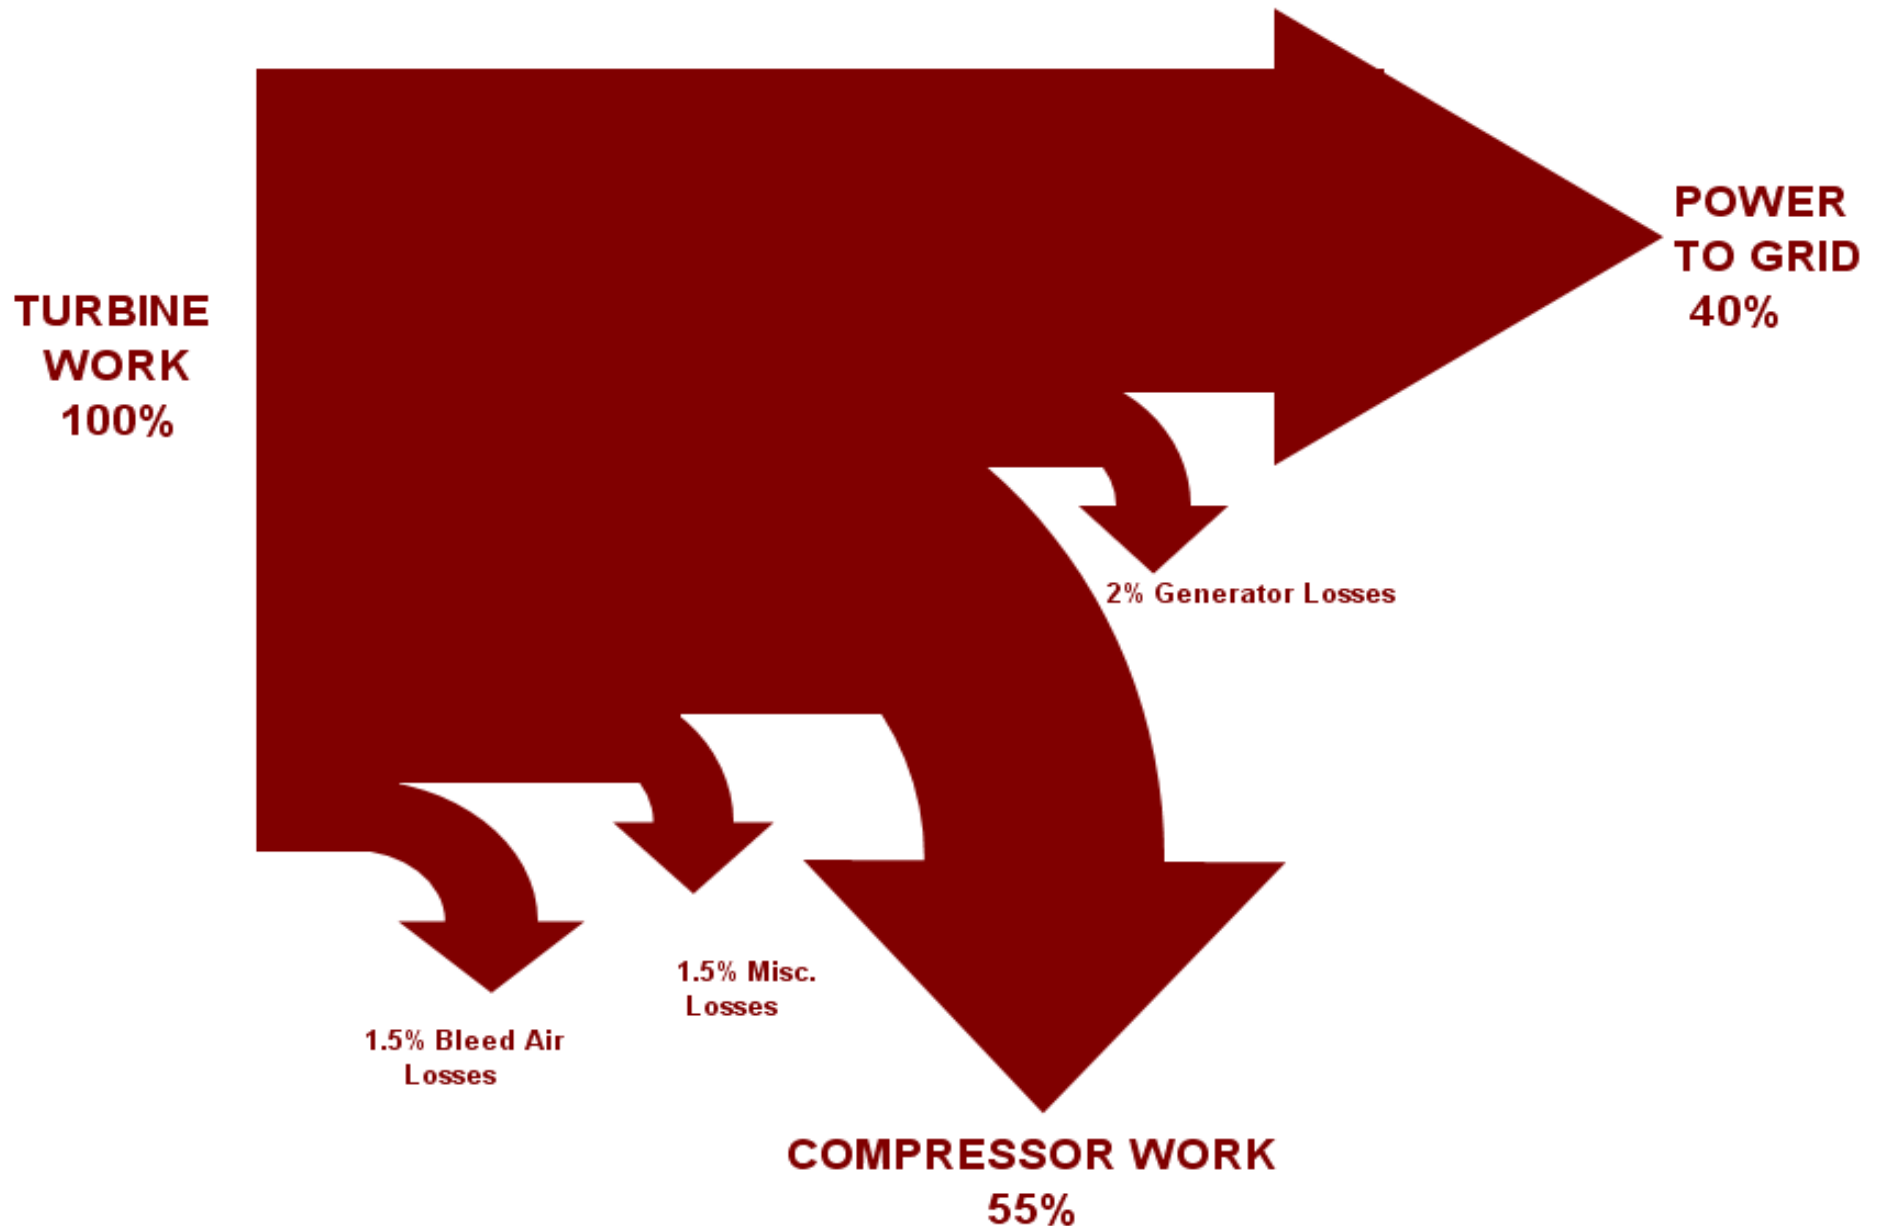 TURBINE
WORK
100%
POWER
TO GRID
40%
2% Generator Losses
1.5% Misc.
Losses
1.5% Bleed Air
Losses
COMPRESSOR WORK
55%